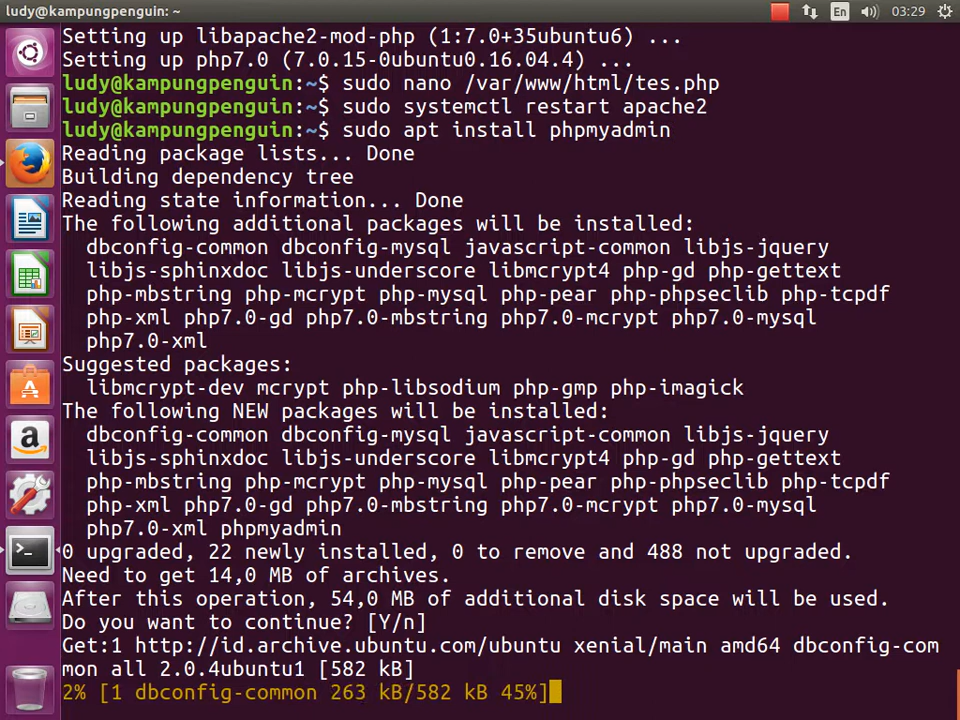 ludy@kampungpenguin: ~
En
03:29
Setting up libapache2-mod-php (1:7.0+35ubuntu6) ...
Setting up php7.0 (7.0.15-0ubuntu0.16.04.4) ...
ludy@kampungpenguin:~$ sudo nano /var/www/html/tes.php
ludy@kampungpenguin:~$ sudo systemctl restart apache2
ludy@kampungpenguin:~$ sudo apt install phpmyadmin
Reading package lists... Done
Building dependency tree
Reading state information... Done
The following additional packages will be installed:
  dbconfig-common dbconfig-mysql javascript-common libjs-jquery
  libjs-sphinxdoc libjs-underscore libmcrypt4 php-gd php-gettext
  php-mbstring php-mcrypt php-mysql php-pear php-phpseclib php-tcpdf
  php-xml php7.0-gd php7.0-mbstring php7.0-mcrypt php7.0-mysql
  php7.0-xml
Suggested packages:
  libmcrypt-dev mcrypt php-libsodium php-gmp php-imagick
The following NEW packages will be installed:
  dbconfig-common dbconfig-mysql javascript-common libjs-jquery
  libjs-sphinxdoc libjs-underscore libmcrypt4 php-gd php-gettext
  php-mbstring php-mcrypt php-mysql php-pear php-phpseclib php-tcpdf
  php-xml php7.0-gd php7.0-mbstring php7.0-mcrypt php7.0-mysql
  php7.0-xml phpmyadmin
0 upgraded, 22 newly installed, 0 to remove and 488 not upgraded.
Need to get 14,0 MB of archives.
After this operation, 54,0 MB of additional disk space will be used.
Do you want to continue? [Y/n]
Get:1 http://id.archive.ubuntu.com/ubuntu xenial/main amd64 dbconfig-com
mon all 2.0.4ubuntu1 [582 kB]
2% [1 dbconfig-common 263 kB/582 kB 45%]